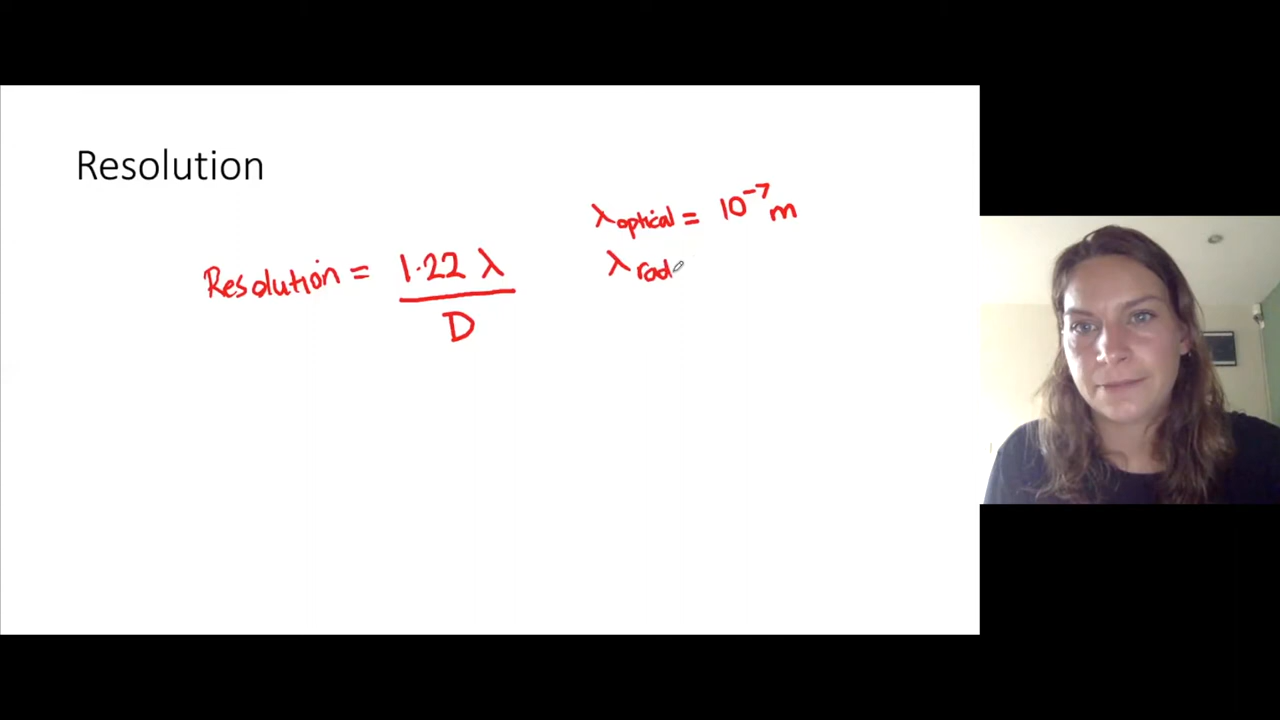 Resolution
λoptical = 10⁻⁷ m
Resolution = 1.22 λ
λrad
D